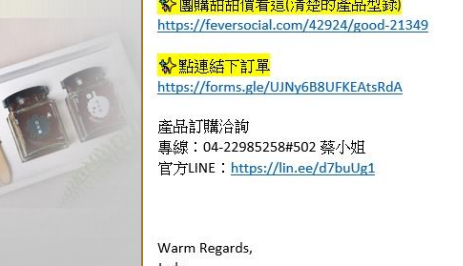 團購甜甜價看這(清楚的產品型錄)
https://feversocial.com/42924/good-21349
點連結下訂單
https://forms.gle/UJNy6B8UFKEAtsRdA
產品訂購洽詢
專線：04-22985258#502 蔡小姐
官方LINE：https://lin.ee/d7buUg1
Warm Regards,